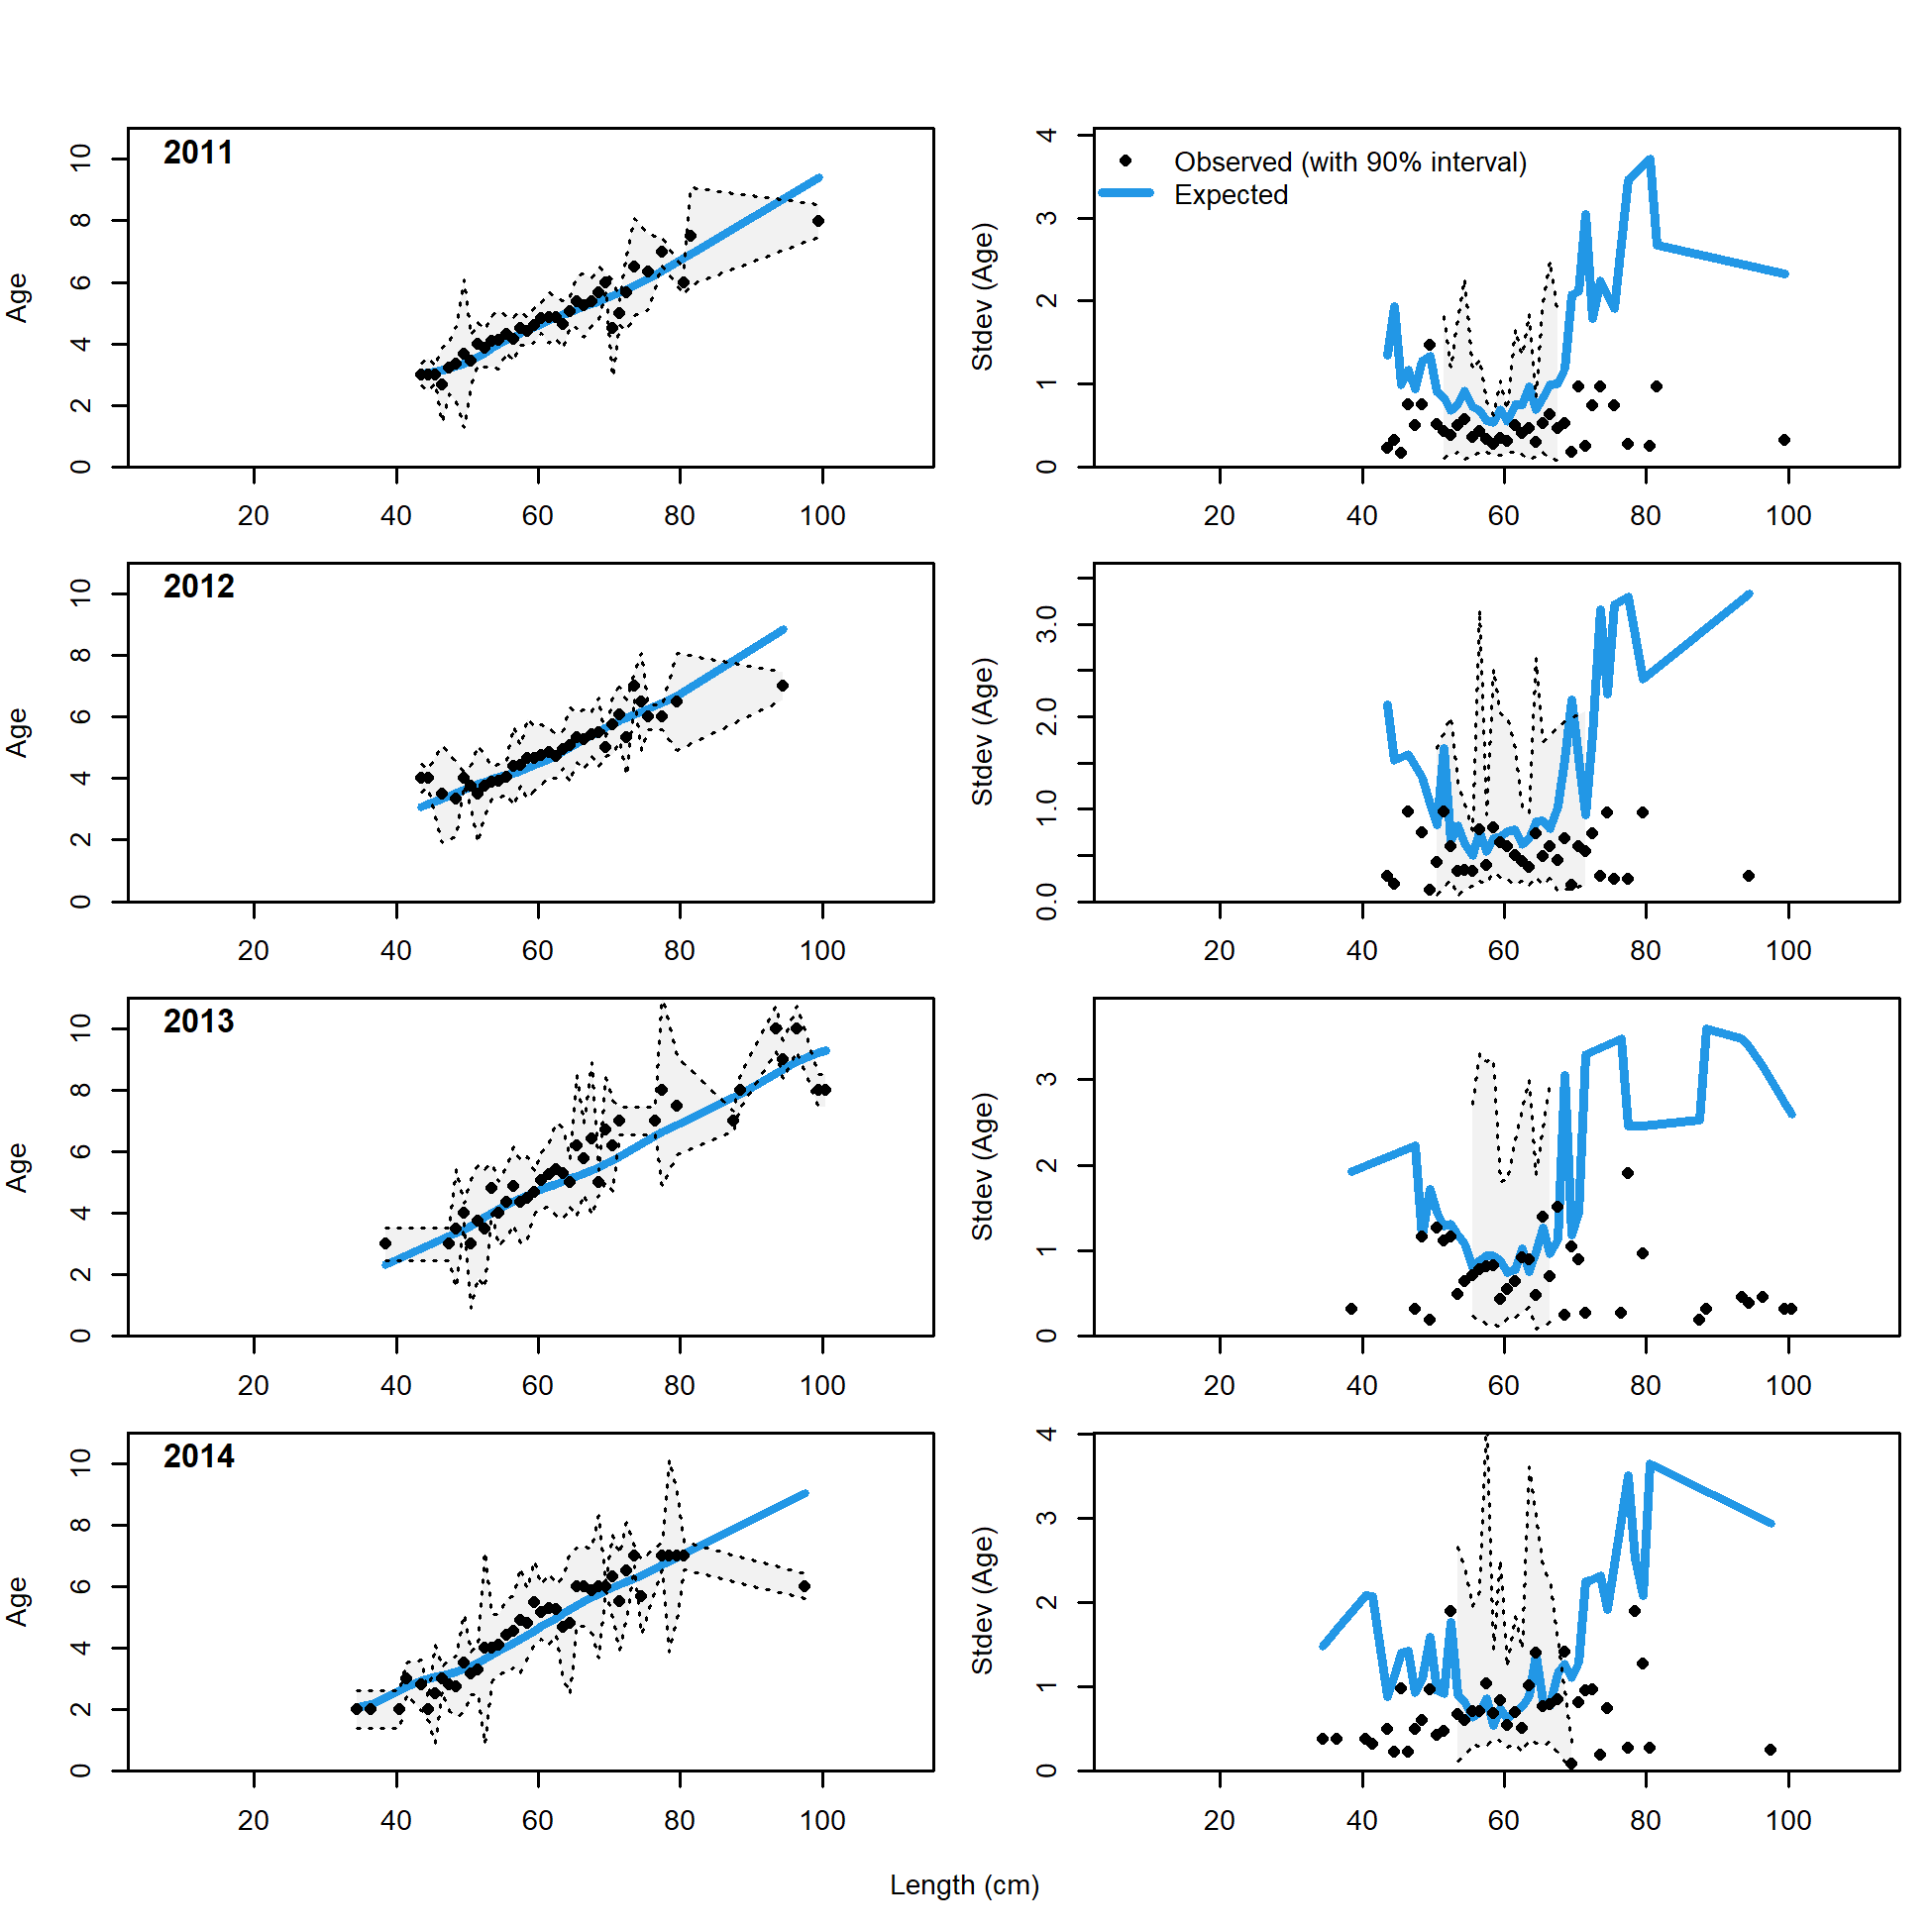 2011
Age
0 2 4 6 8 10
20 40 60 80 100
Observed (with 90% interval)
Expected
Stdev (Age)
0 1 2 3 4
20 40 60 80 100
2012
Age
0 2 4 6 8 10
20 40 60 80 100
Stdev (Age)
0.0 1.0 2.0 3.0
20 40 60 80 100
2013
Age
0 2 4 6 8 10
20 40 60 80 100
Stdev (Age)
0 1 2 3
20 40 60 80 100
2014
Age
0 2 4 6 8 10
20 40 60 80 100
Stdev (Age)
0 1 2 3 4
20 40 60 80 100
Length (cm)